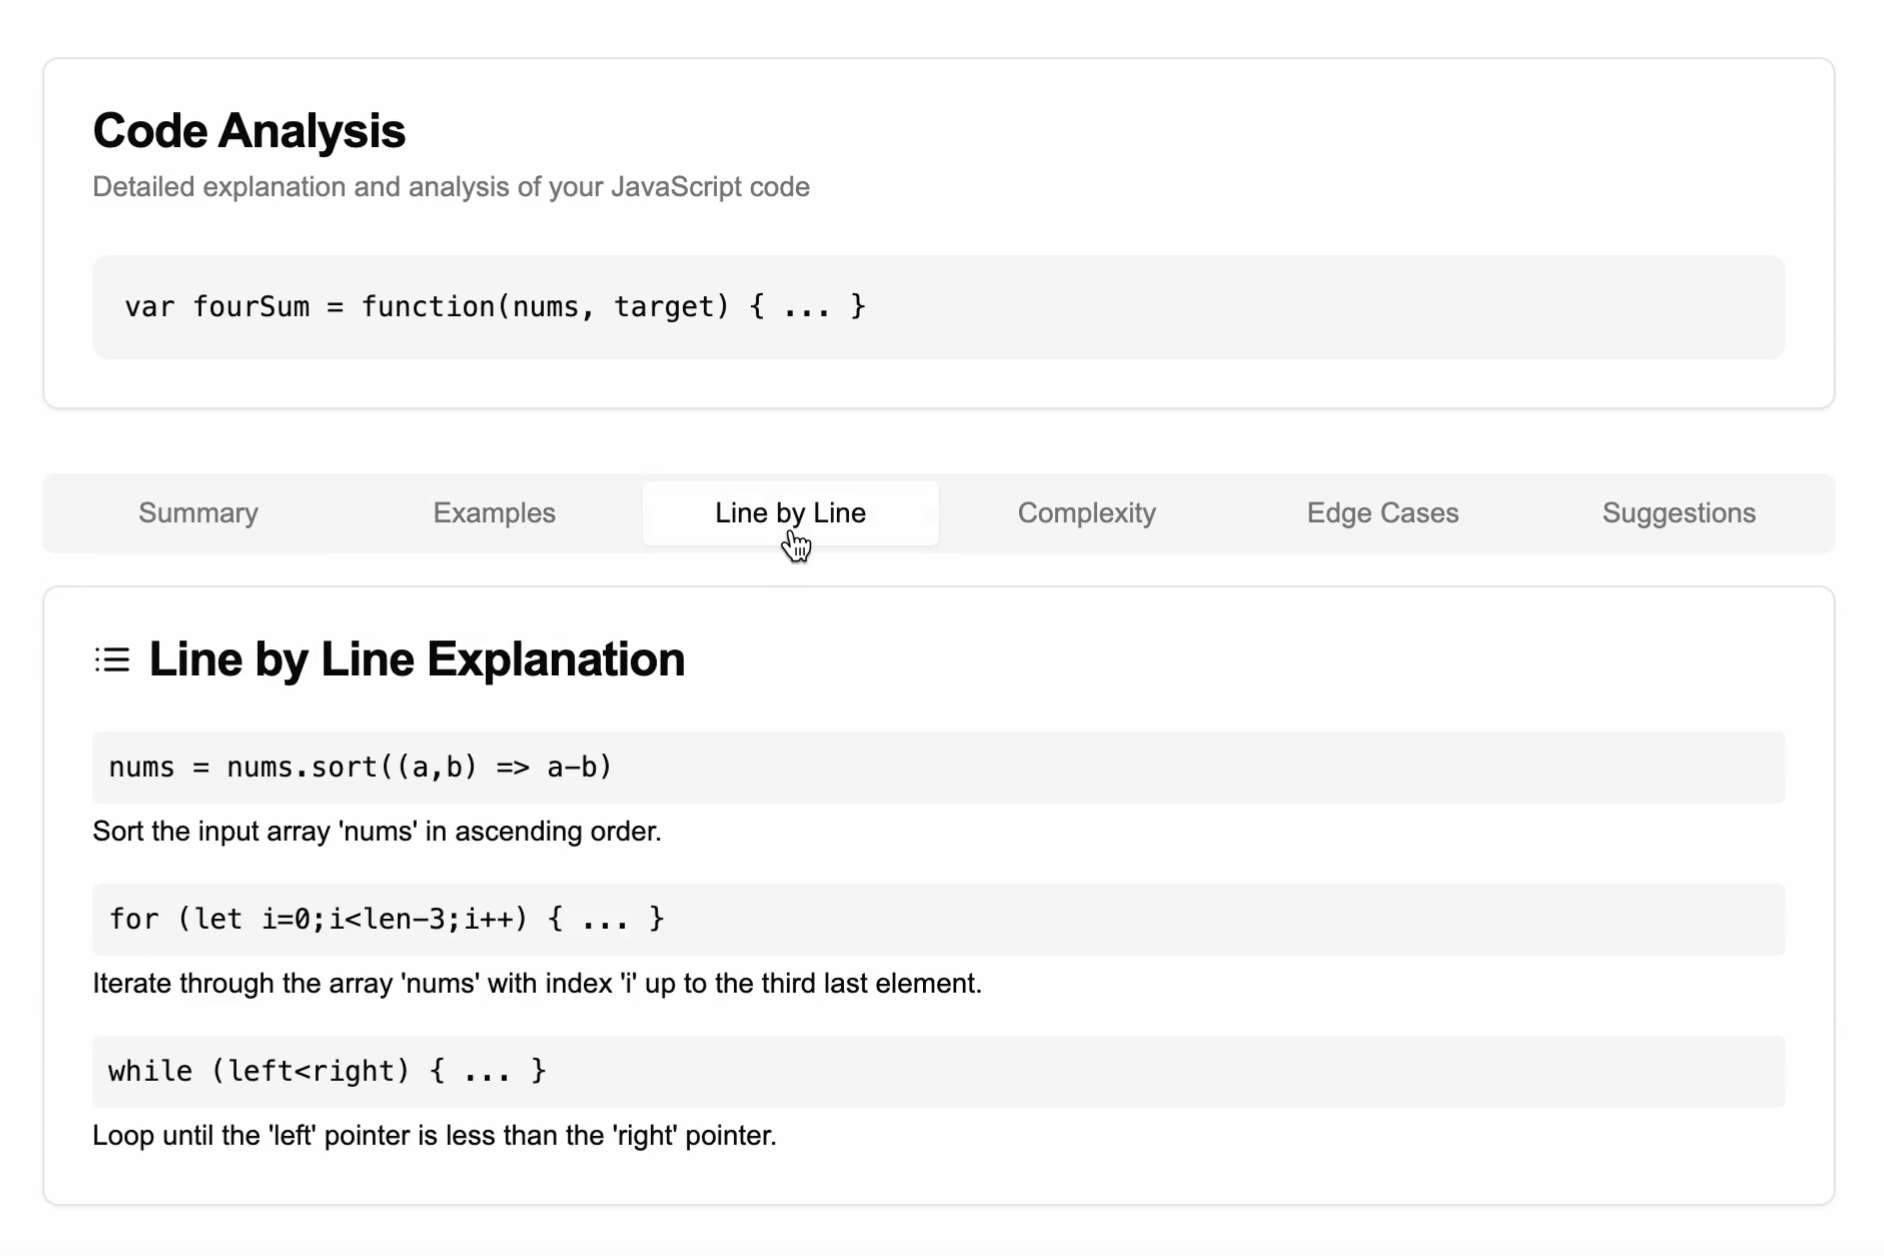 Code Analysis
Detailed explanation and analysis of your JavaScript code
var fourSum = function(nums, target) { ... }
Summary Examples Line by Line Complexity Edge Cases Suggestions
Line by Line Explanation
nums = nums.sort((a,b) => a-b)
Sort the input array 'nums' in ascending order.
for (let i=0;i<len-3;i++) { ... }
Iterate through the array 'nums' with index 'i' up to the third last element.
while (left<right) { ... }
Loop until the 'left' pointer is less than the 'right' pointer.